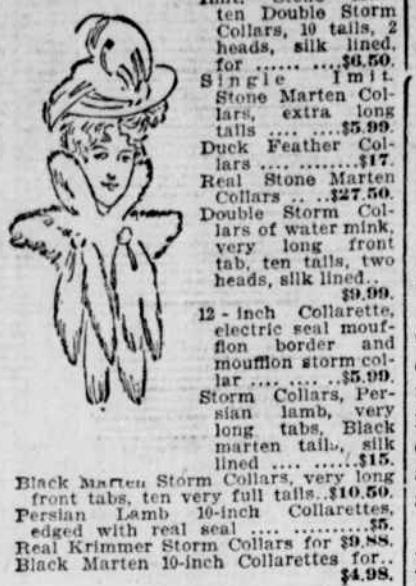 ten Double Storm
Collars, 10 tails, 2
heads, silk lined,
for ...... ....$6.50.
Single Imit.
Stone Marten Col-
lars, extra long
tails .... ....$5.99.
Duck Feather Col-
lars .... ........$17.
Real Stone Marten
Collars .. ..$27.50.
Double Storm Col-
lars of water mink,
very long front
tab, ten tails, two
heads, silk lined..
$9.99.
12 - inch Collarette,
electric seal mouf-
flon border and
moufflon storm col-
lar .... .... ..$5.99.
Storm Collars, Per-
sian lamb, very
long tabs, Black
marten tails, silk
lined .... ......$15.
Black Marten Storm Collars, very long
front tabs, ten very full tails..$10.50.
Persian Lamb 10-inch Collarettes,
edged with real seal .... ..........$5.
Real Krimmer Storm Collars for $9.88.
Black Marten 10-inch Collarettes for..
$4.98.